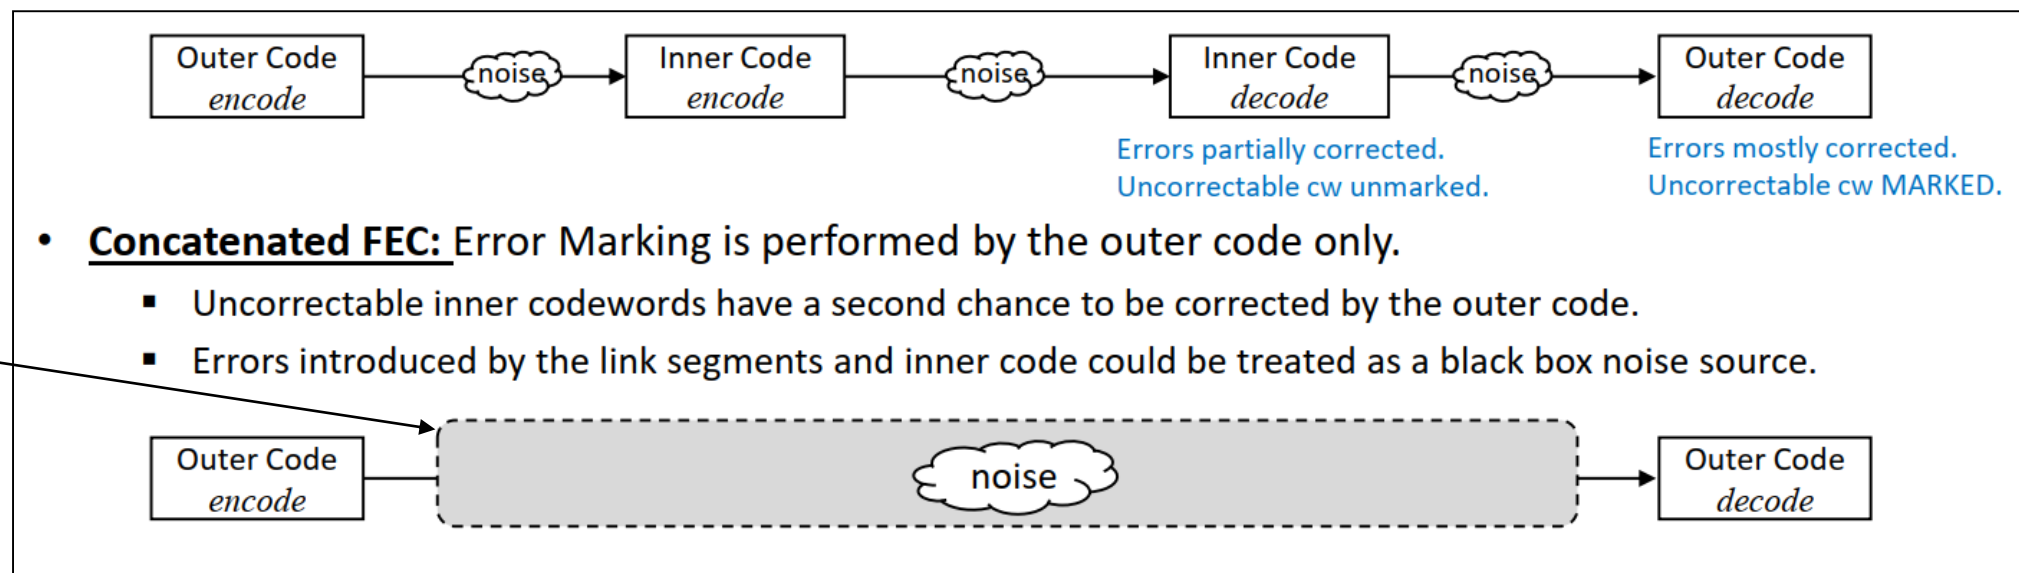 Outer Code
encode
noise
Inner Code
encode
noise
Inner Code
decode
noise
Outer Code
decode
Errors partially corrected.
Uncorrectable cw unmarked.
Errors mostly corrected.
Uncorrectable cw MARKED.
• Concatenated FEC: Error Marking is performed by the outer code only.
▪ Uncorrectable inner codewords have a second chance to be corrected by the outer code.
▪ Errors introduced by the link segments and inner code could be treated as a black box noise source.
Outer Code
encode
noise
Outer Code
decode